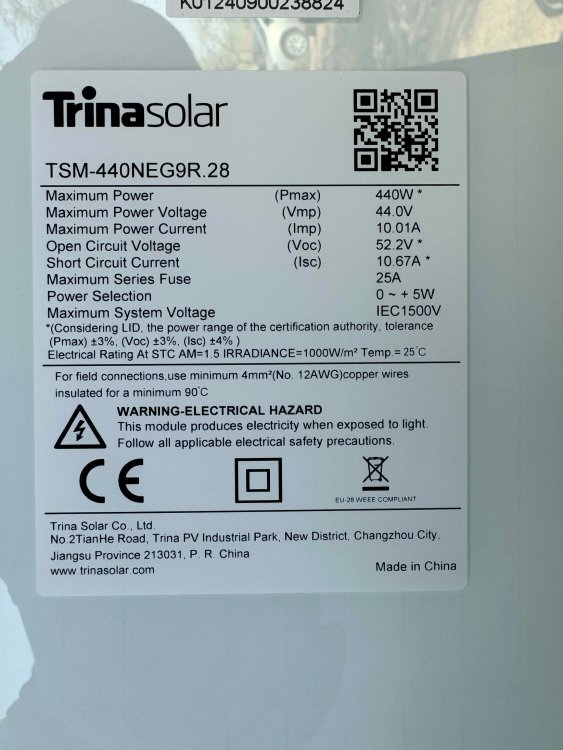 K01240900238824
Trinasolar
TSM-440NEG9R.28
Maximum Power (Pmax) 440W *
Maximum Power Voltage (Vmp) 44.0V
Maximum Power Current (Imp) 10.01A
Open Circuit Voltage (Voc) 52.2V *
Short Circuit Current (Isc) 10.67A *
Maximum Series Fuse 25A
Power Selection 0 ~ + 5W
Maximum System Voltage IEC1500V
*(Considering LID, the power range of the certification authority, tolerance
(Pmax) ±3%, (Voc) ±3%, (Isc) ±4% )
Electrical Rating At STC AM=1.5 IRRADIANCE=1000W/m² Temp.= 25°C
For field connections,use minimum 4mm²(No. 12AWG)copper wires
insulated for a minimum 90°C
WARNING-ELECTRICAL HAZARD
This module produces electricity when exposed to light.
Follow all applicable electrical safety precautions.
CE
EU-28 WEEE COMPLIANT
Trina Solar Co., Ltd.
No.2TianHe Road, Trina PV Industrial Park, New District, Changzhou City.
Jiangsu Province 213031, P. R. China
www.trinasolar.com Made in China